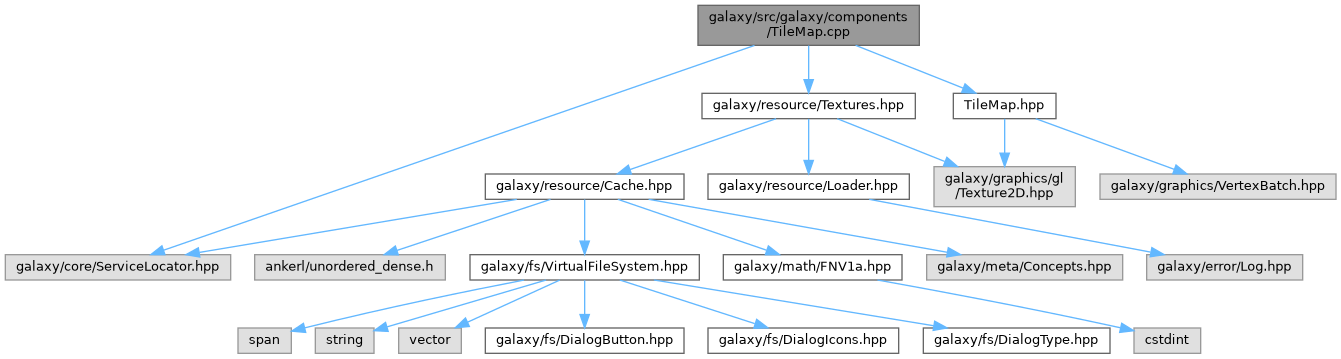 galaxy/src/galaxy/components
/TileMap.cpp
galaxy/resource/Textures.hpp
TileMap.hpp
galaxy/resource/Cache.hpp
galaxy/resource/Loader.hpp
galaxy/graphics/gl
/Texture2D.hpp
galaxy/graphics/VertexBatch.hpp
galaxy/core/ServiceLocator.hpp
ankerl/unordered_dense.h
galaxy/fs/VirtualFileSystem.hpp
galaxy/math/FNV1a.hpp
galaxy/meta/Concepts.hpp
galaxy/error/Log.hpp
span
string
vector
galaxy/fs/DialogButton.hpp
galaxy/fs/DialogIcons.hpp
galaxy/fs/DialogType.hpp
cstdint